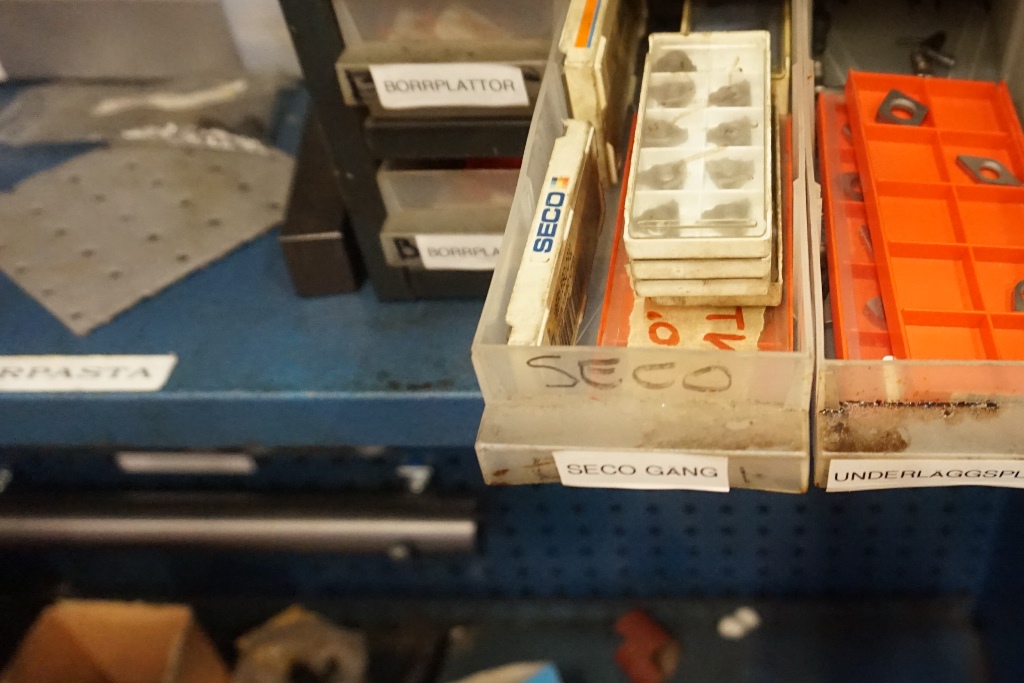 BORRPLATTOR
BORRPLA
SECO
SECO
SECO GANG
UNDERLAGGSPL
RPASTA